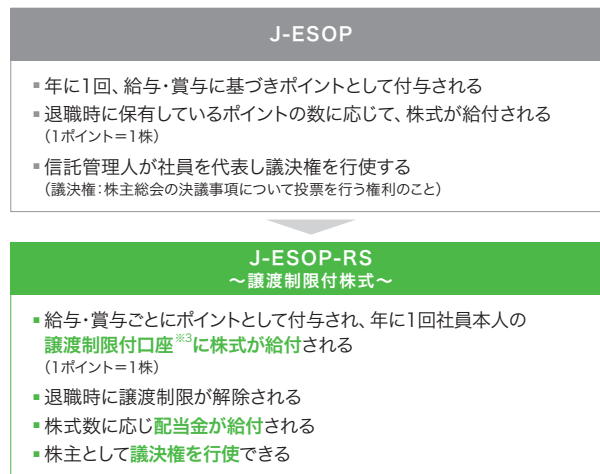 J-ESOP
▪年に1回、給与・賞与に基づきポイントとして付与される
▪退職時に保有しているポイントの数に応じて、株式が給付される
（1ポイント＝1株）
▪信託管理人が社員を代表し議決権を行使する
（議決権：株主総会の決議事項について投票を行う権利のこと）
J-ESOP-RS
～譲渡制限付株式～
▪給与・賞与ごとにポイントとして付与され、年に1回社員本人の
譲渡制限付口座※3に株式が給付される
（1ポイント＝1株）
▪退職時に譲渡制限が解除される
▪株式数に応じ配当金が給付される
▪株主として議決権を行使できる